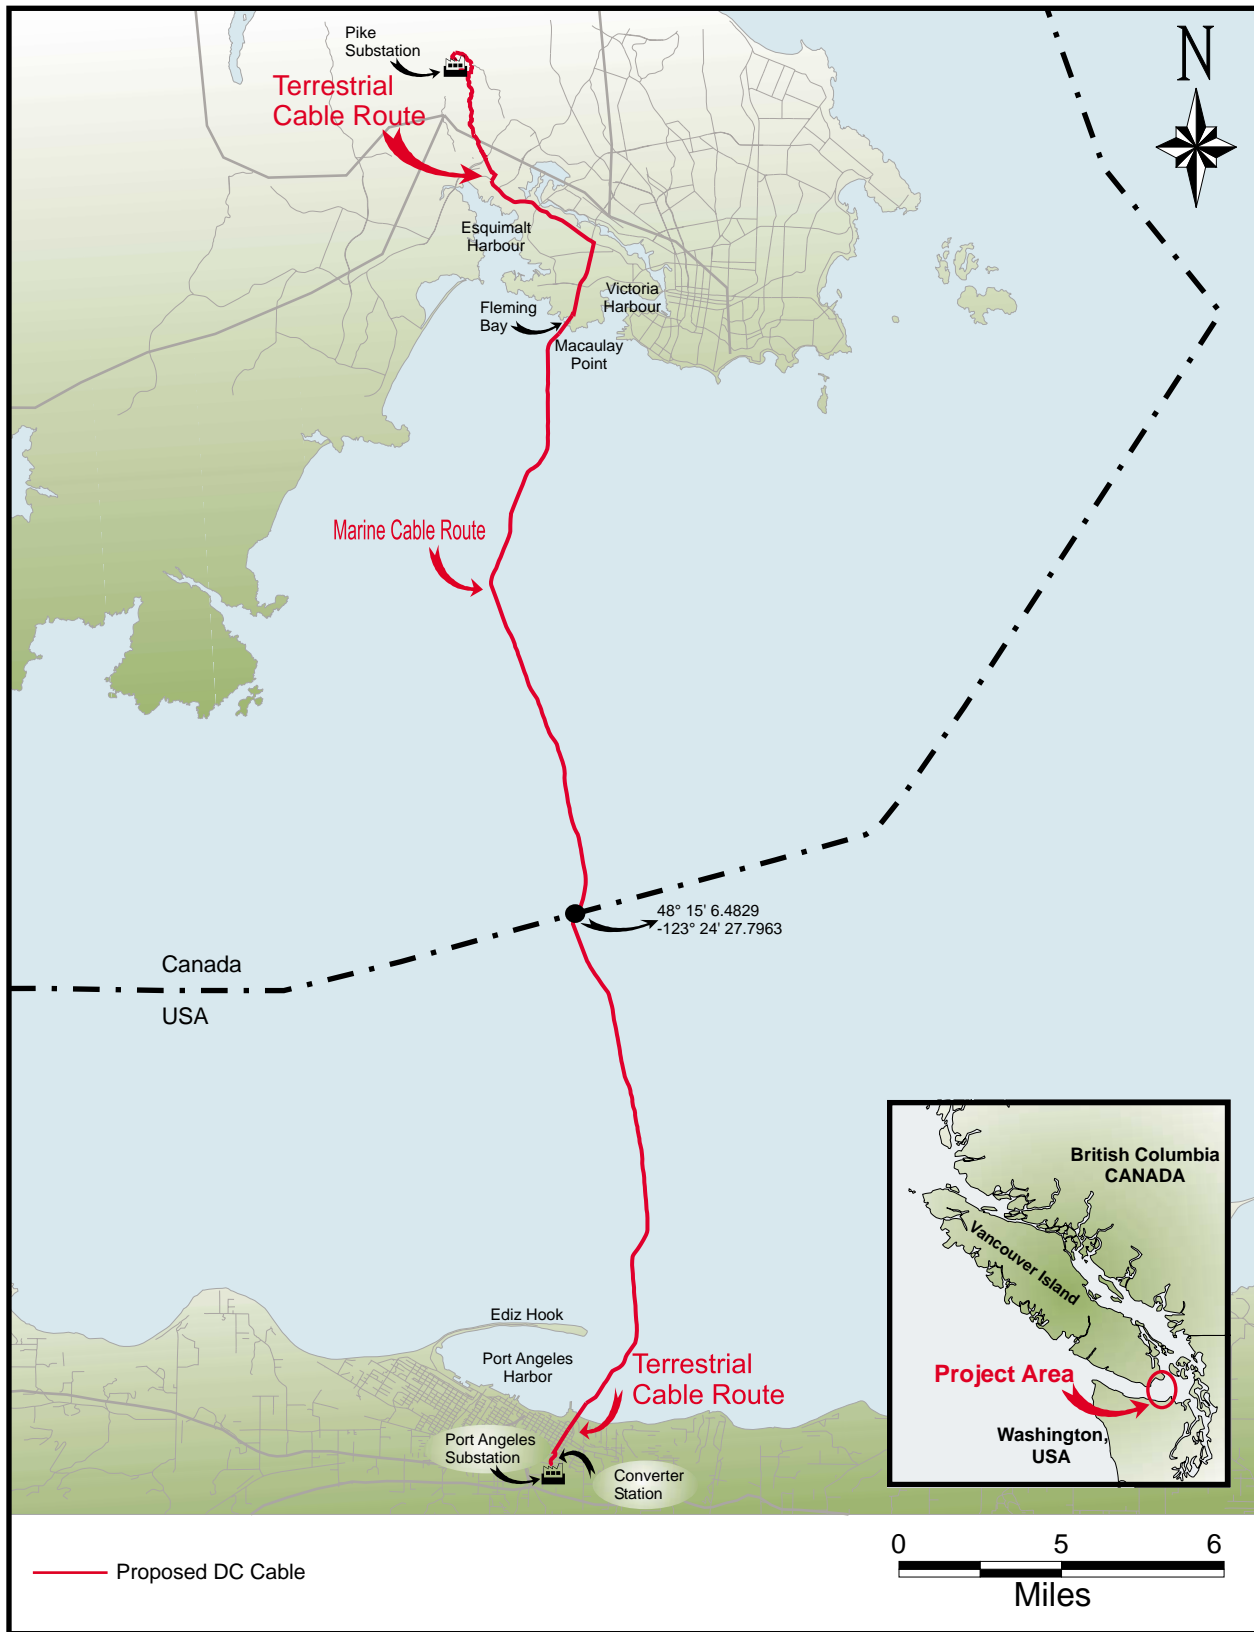 Pike
Substation
N
Terrestrial
Cable Route
Esquimalt
Harbour
Victoria
Harbour
Fleming
Bay
Macaulay
Point
Marine Cable Route
48° 15' 6.4829
-123° 24' 27.7963
Canada
USA
British Columbia
CANADA
Vancouver Island
Project Area
Washington,
USA
Ediz Hook
Port Angeles
Harbor
Terrestrial
Cable Route
Port Angeles
Substation
Converter
Station
Proposed DC Cable
0 5 6
Miles